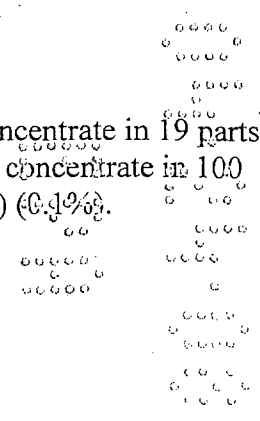 ncentrate in 19 parts
concentrate in 100
) (0.1%).